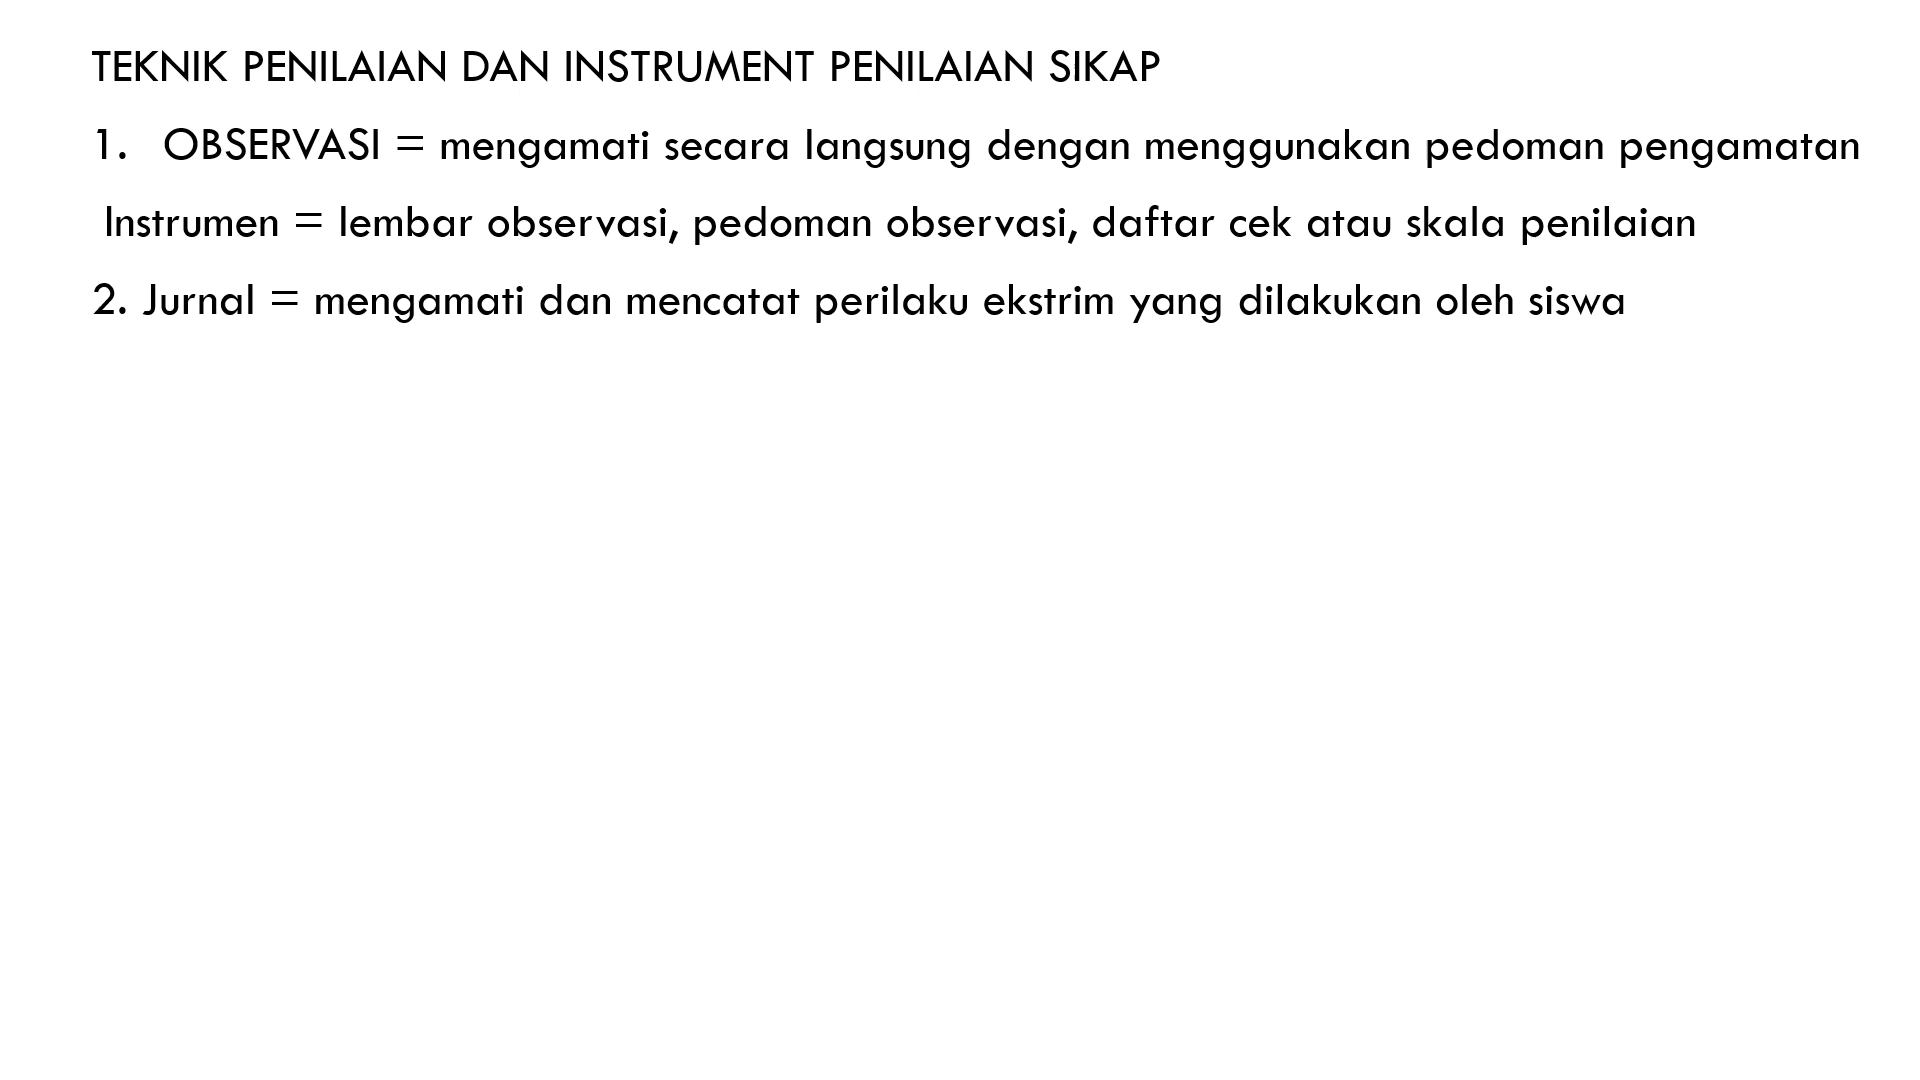 TEKNIK PENILAIAN DAN INSTRUMENT PENILAIAN SIKAP
1. OBSERVASI = mengamati secara langsung dengan menggunakan pedoman pengamatan
Instrumen = lembar observasi, pedoman observasi, daftar cek atau skala penilaian
2. Jurnal = mengamati dan mencatat perilaku ekstrim yang dilakukan oleh siswa